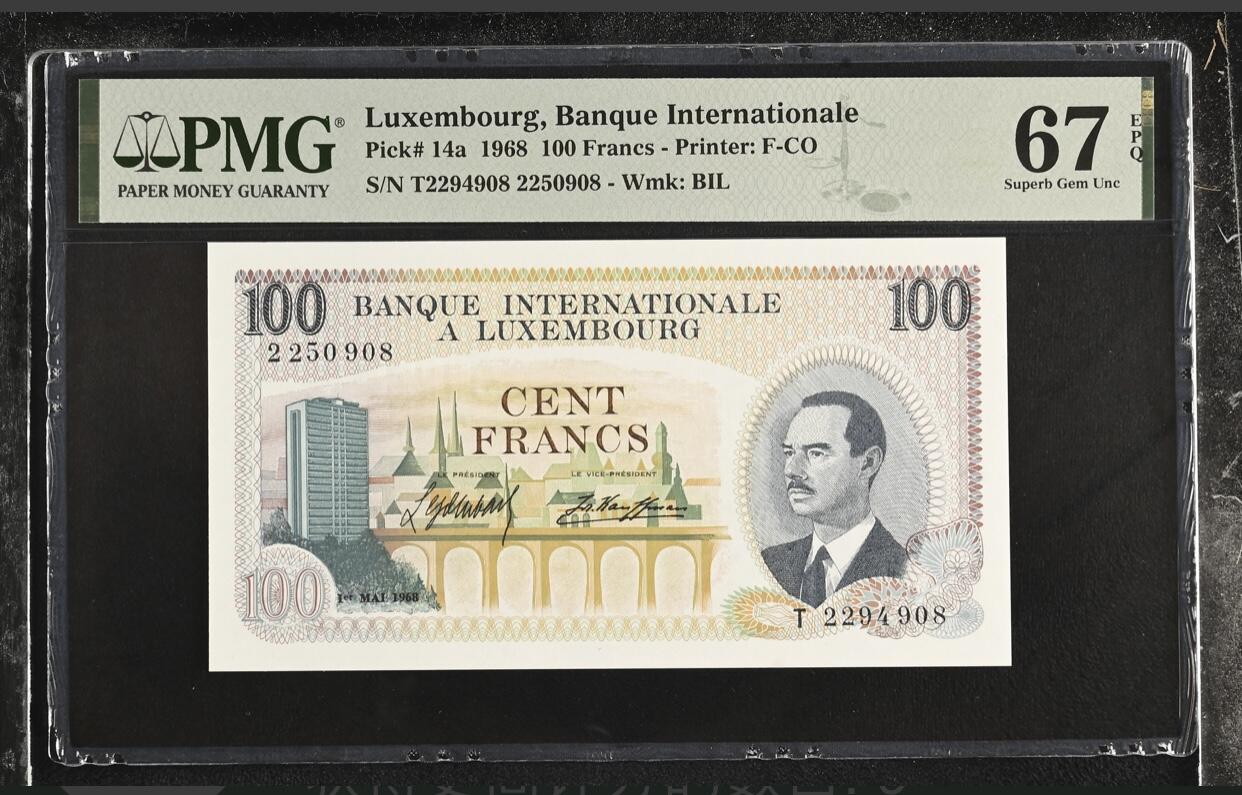 PMG®
PAPER MONEY GUARANTY
Luxembourg, Banque Internationale
Pick# 14a 1968 100 Francs - Printer: F-CO
S/N T2294908 2250908 - Wmk: BIL
67
EPQ
Superb Gem Unc
100
BANQUE INTERNATIONALE
A LUXEMBOURG
100
2250908
CENT
FRANCS
LE PRÉSIDENT
LE VICE-PRÉSIDENT
100
1er MAI 1968
T 2294908